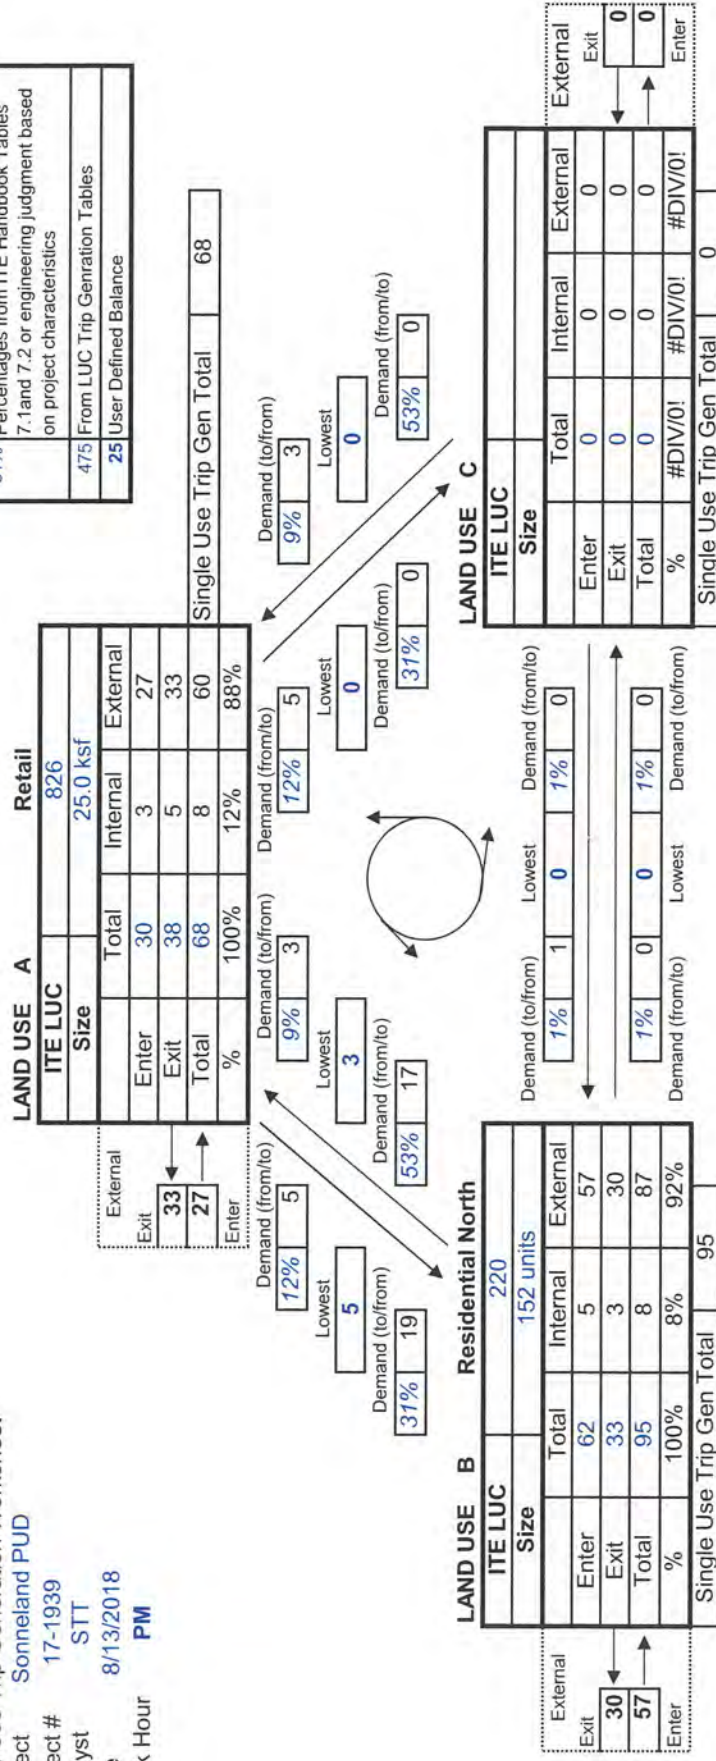 Sonneland PUD
17-1939
STT
8/13/2018
Hour PM
Percentages from ITE Handbook Tables
7.1and 7.2 or engineering judgment based
on project characteristics
475 From LUC Trip Genration Tables
25 User Defined Balance
LAND USE A Retail
ITE LUC 826
Size 25.0 ksf
Total Internal External
Enter 30 3 27
Exit 38 5 33
Total 68 8 60
% 100% 12% 88%
Single Use Trip Gen Total 68
External
Exit
33
27
Enter
Demand (from/to)
12% 5
Lowest
5
Demand (to/from)
31% 19
Demand (to/from)
9% 3
Lowest
3
Demand (from/to)
53% 17
Demand (from/to)
12% 5
Lowest
0
Demand (to/from)
31% 0
Demand (to/from)
9% 3
Lowest
0
Demand (from/to)
53% 0
LAND USE B Residential North
ITE LUC 220
Size 152 units
Total Internal External
Enter 62 5 57
Exit 33 3 30
Total 95 8 87
% 100% 8% 92%
Single Use Trip Gen Total 95
External
Exit
30
57
Enter
Demand (to/from) Lowest Demand (from/to)
1% 1 0 1% 0
1% 0 0 1% 0
Demand (from/to) Lowest Demand (to/from)
LAND USE C
ITE LUC
Size
Total Internal External
Enter 0 0 0
Exit 0 0 0
Total 0 0 0
% #DIV/0! #DIV/0! #DIV/0!
Single Use Trip Gen Total 0
External
Exit
0
0
Enter